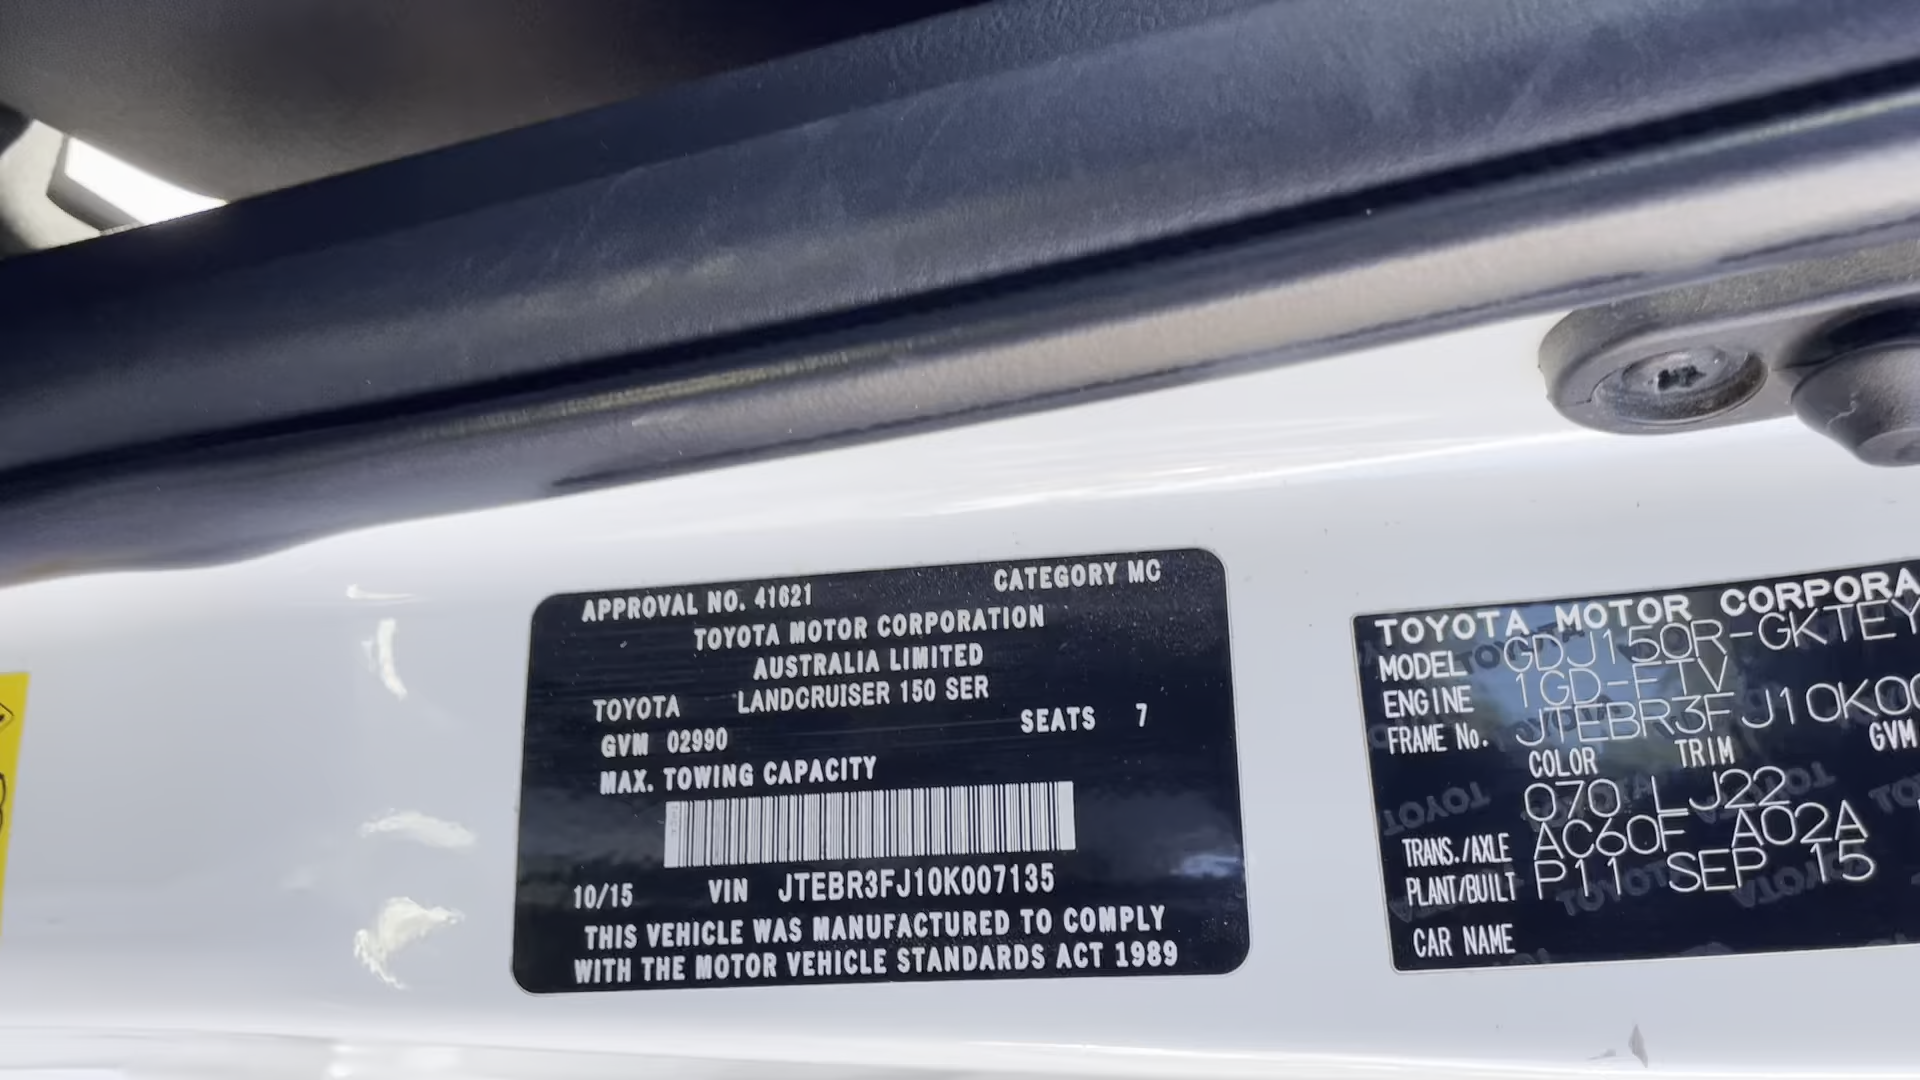 APPROVAL NO. 41621 CATEGORY MC
TOYOTA MOTOR CORPORATION
AUSTRALIA LIMITED
TOYOTA LANDCRUISER 150 SER
GVM 02990 SEATS 7
MAX. TOWING CAPACITY
10/15 VIN JTEBR3FJ10K007135
THIS VEHICLE WAS MANUFACTURED TO COMPLY
WITH THE MOTOR VEHICLE STANDARDS ACT 1989
TOYOTA MOTOR CORPORA
MODEL GDJ150R-GKTEY
ENGINE 1GD-FTV
FRAME No. JTEBR3FJ10K00
COLOR TRIM GVM
070 LJ22
TRANS./AXLE AC60F A02A
PLANT/BUILT P11 SEP 15
CAR NAME